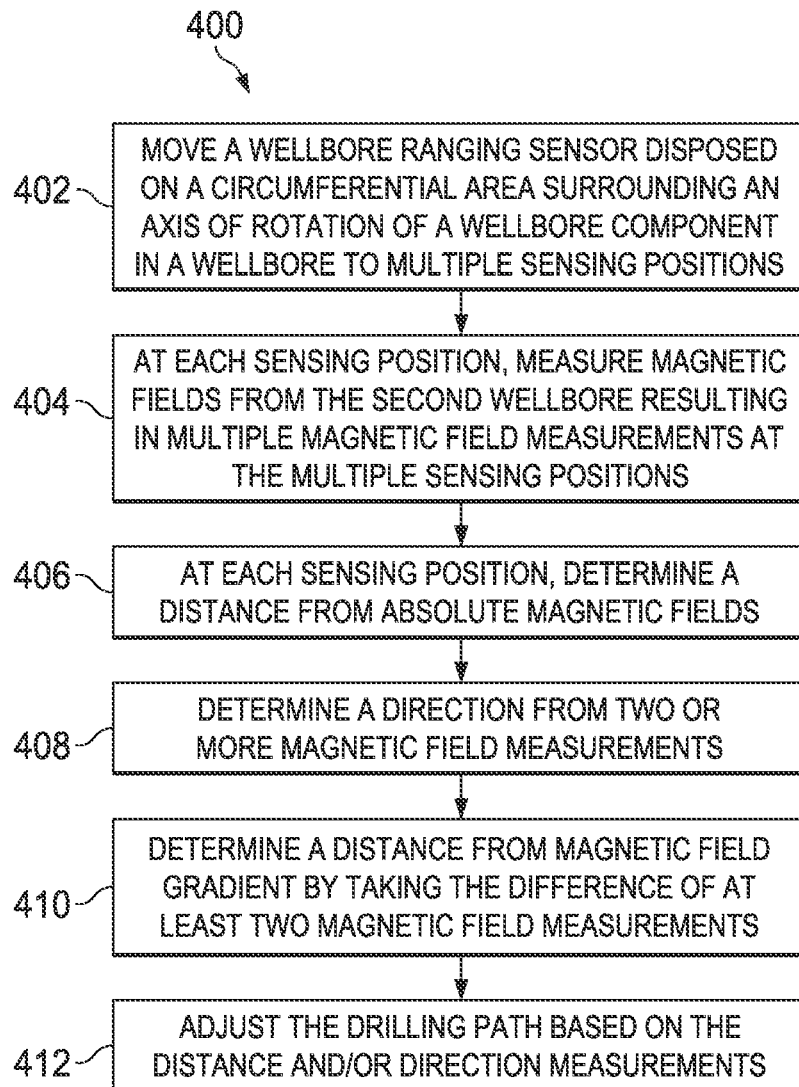 400
402
MOVE A WELLBORE RANGING SENSOR DISPOSED
ON A CIRCUMFERENTIAL AREA SURROUNDING AN
AXIS OF ROTATION OF A WELLBORE COMPONENT
IN A WELLBORE TO MULTIPLE SENSING POSITIONS
404
AT EACH SENSING POSITION, MEASURE MAGNETIC
FIELDS FROM THE SECOND WELLBORE RESULTING
IN MULTIPLE MAGNETIC FIELD MEASUREMENTS AT
THE MULTIPLE SENSING POSITIONS
406
AT EACH SENSING POSITION, DETERMINE A
DISTANCE FROM ABSOLUTE MAGNETIC FIELDS
408
DETERMINE A DIRECTION FROM TWO OR
MORE MAGNETIC FIELD MEASUREMENTS
410
DETERMINE A DISTANCE FROM MAGNETIC FIELD
GRADIENT BY TAKING THE DIFFERENCE OF AT
LEAST TWO MAGNETIC FIELD MEASUREMENTS
412
ADJUST THE DRILLING PATH BASED ON THE
DISTANCE AND/OR DIRECTION MEASUREMENTS